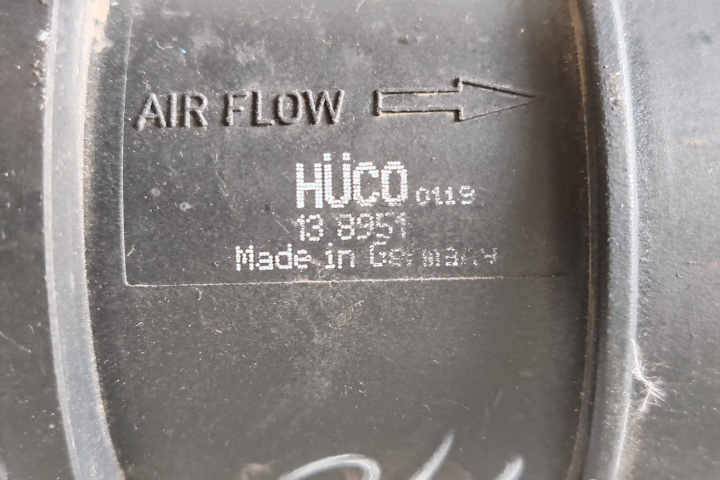 AIR FLOW
HÜCO 0119
13 8951
Made in Germany